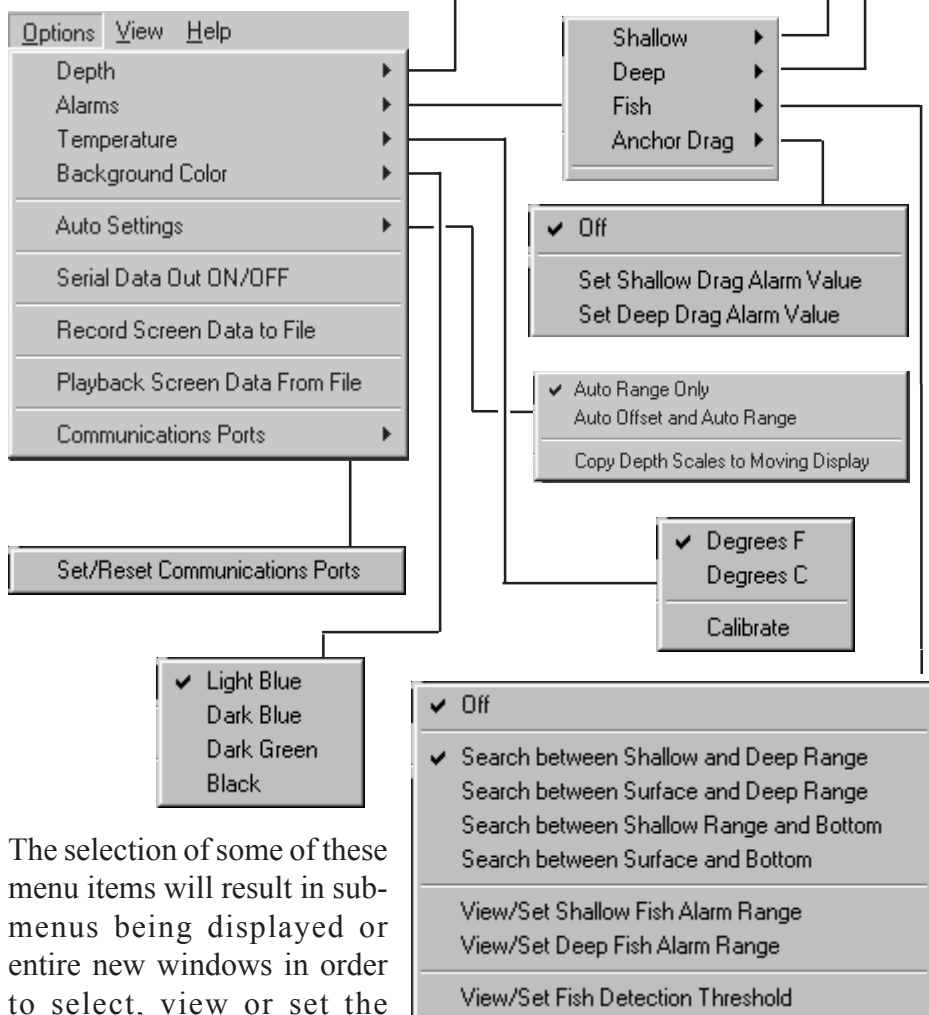 Options View Help
Depth
Alarms
Temperature
Background Color
Auto Settings
Serial Data Out ON/OFF
Record Screen Data to File
Playback Screen Data From File
Communications Ports
Set/Reset Communications Ports
Shallow
Deep
Fish
Anchor Drag
Off
Set Shallow Drag Alarm Value
Set Deep Drag Alarm Value
Auto Range Only
Auto Offset and Auto Range
Copy Depth Scales to Moving Display
Degrees F
Degrees C
Calibrate
Light Blue
Dark Blue
Dark Green
Black
Off
Search between Shallow and Deep Range
Search between Surface and Deep Range
Search between Shallow Range and Bottom
Search between Surface and Bottom
View/Set Shallow Fish Alarm Range
View/Set Deep Fish Alarm Range
View/Set Fish Detection Threshold
The selection of some of these
menu items will result in sub-
menus being displayed or
entire new windows in order
to select, view or set the